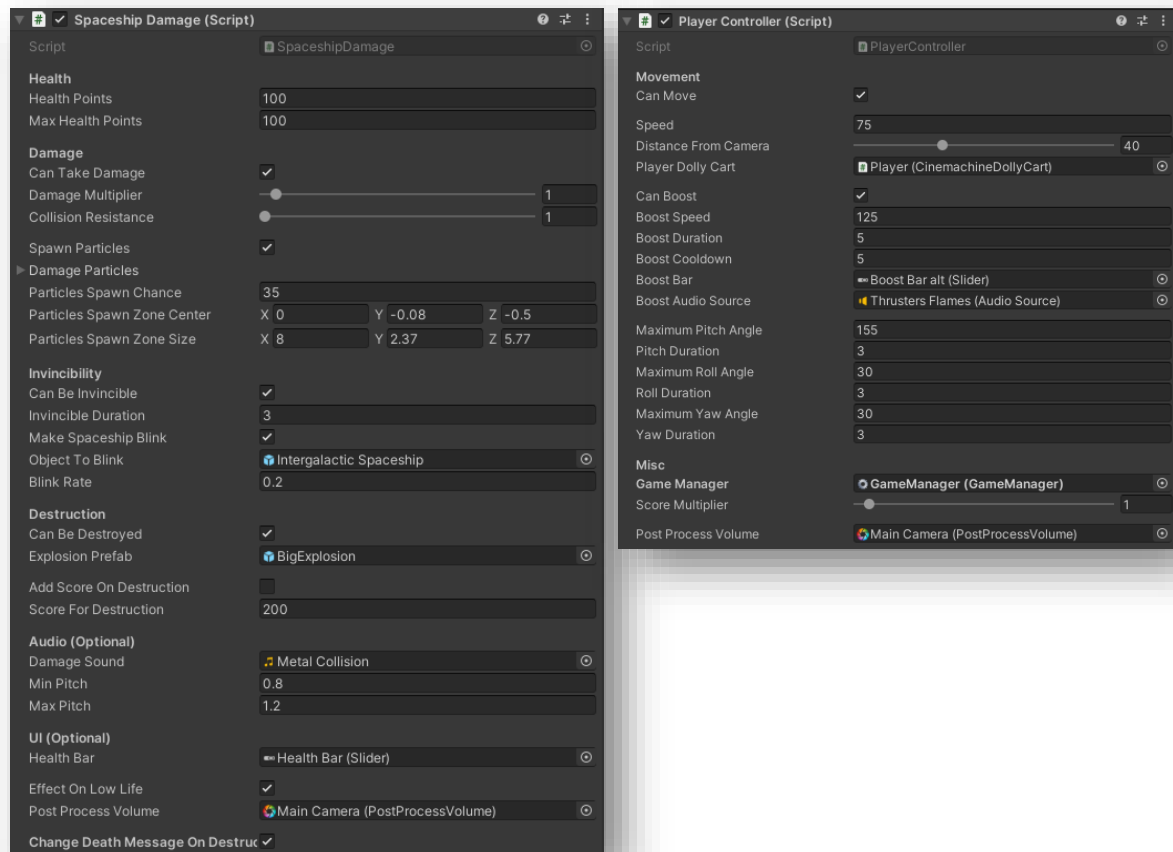 Spaceship Damage (Script)
Script SpaceshipDamage
Health
Health Points 100
Max Health Points 100
Damage
Can Take Damage
Damage Multiplier 1
Collision Resistance 1
Spawn Particles
Damage Particles
Particles Spawn Chance 35
Particles Spawn Zone Center X 0 Y -0.08 Z -0.5
Particles Spawn Zone Size X 8 Y 2.37 Z 5.77
Invincibility
Can Be Invincible
Invincible Duration 3
Make Spaceship Blink
Object To Blink Intergalactic Spaceship
Blink Rate 0.2
Destruction
Can Be Destroyed
Explosion Prefab BigExplosion
Add Score On Destruction
Score For Destruction 200
Audio (Optional)
Damage Sound Metal Collision
Min Pitch 0.8
Max Pitch 1.2
UI (Optional)
Health Bar Health Bar (Slider)
Effect On Low Life
Post Process Volume Main Camera (PostProcessVolume)
Change Death Message On Destruc
Player Controller (Script)
Script PlayerController
Movement
Can Move
Speed 75
Distance From Camera 40
Player Dolly Cart Player (CinemachineDollyCart)
Can Boost
Boost Speed 125
Boost Duration 5
Boost Cooldown 5
Boost Bar Boost Bar alt (Slider)
Boost Audio Source Thrusters Flames (Audio Source)
Maximum Pitch Angle 155
Pitch Duration 3
Maximum Roll Angle 30
Roll Duration 3
Maximum Yaw Angle 30
Yaw Duration 3
Misc
Game Manager GameManager (GameManager)
Score Multiplier 1
Post Process Volume Main Camera (PostProcessVolume)